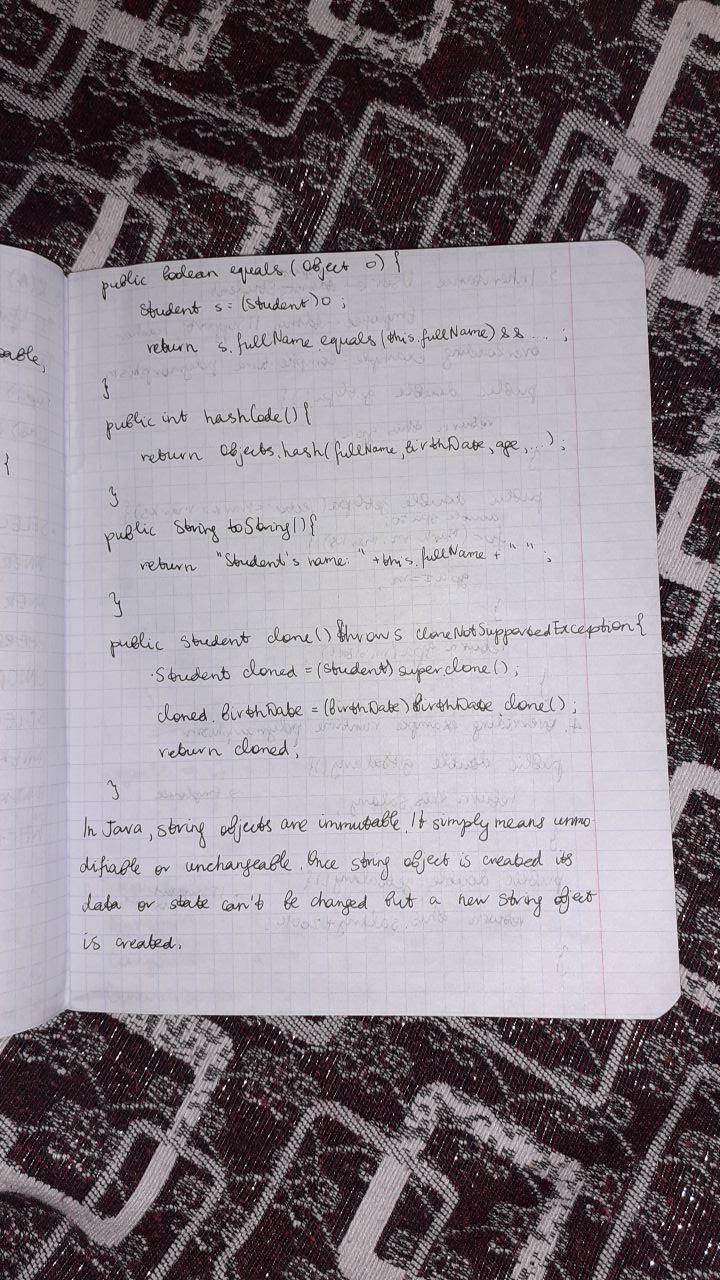 public boolean equals(Object o) {
Student s = (Student)o ;
return s.fullName.equals(this.fullName) && ... ;
}
public int hashCode() {
return Objects.hash(fullName, birthDate, age, ...) ;
}
public String toString() {
return "Student's name: " + this.fullName + " " ;
}
public Student clone() throws CloneNotSupportedException {
Student cloned = (Student) super.clone() ;
cloned.birthDate = (BirthDate) birthDate.clone() ;
return cloned;
}
In Java, string objects are immutable. It simply means unmo
difiable or unchangeable. Once string object is created its
data or state can't be changed but a new string object
is created.